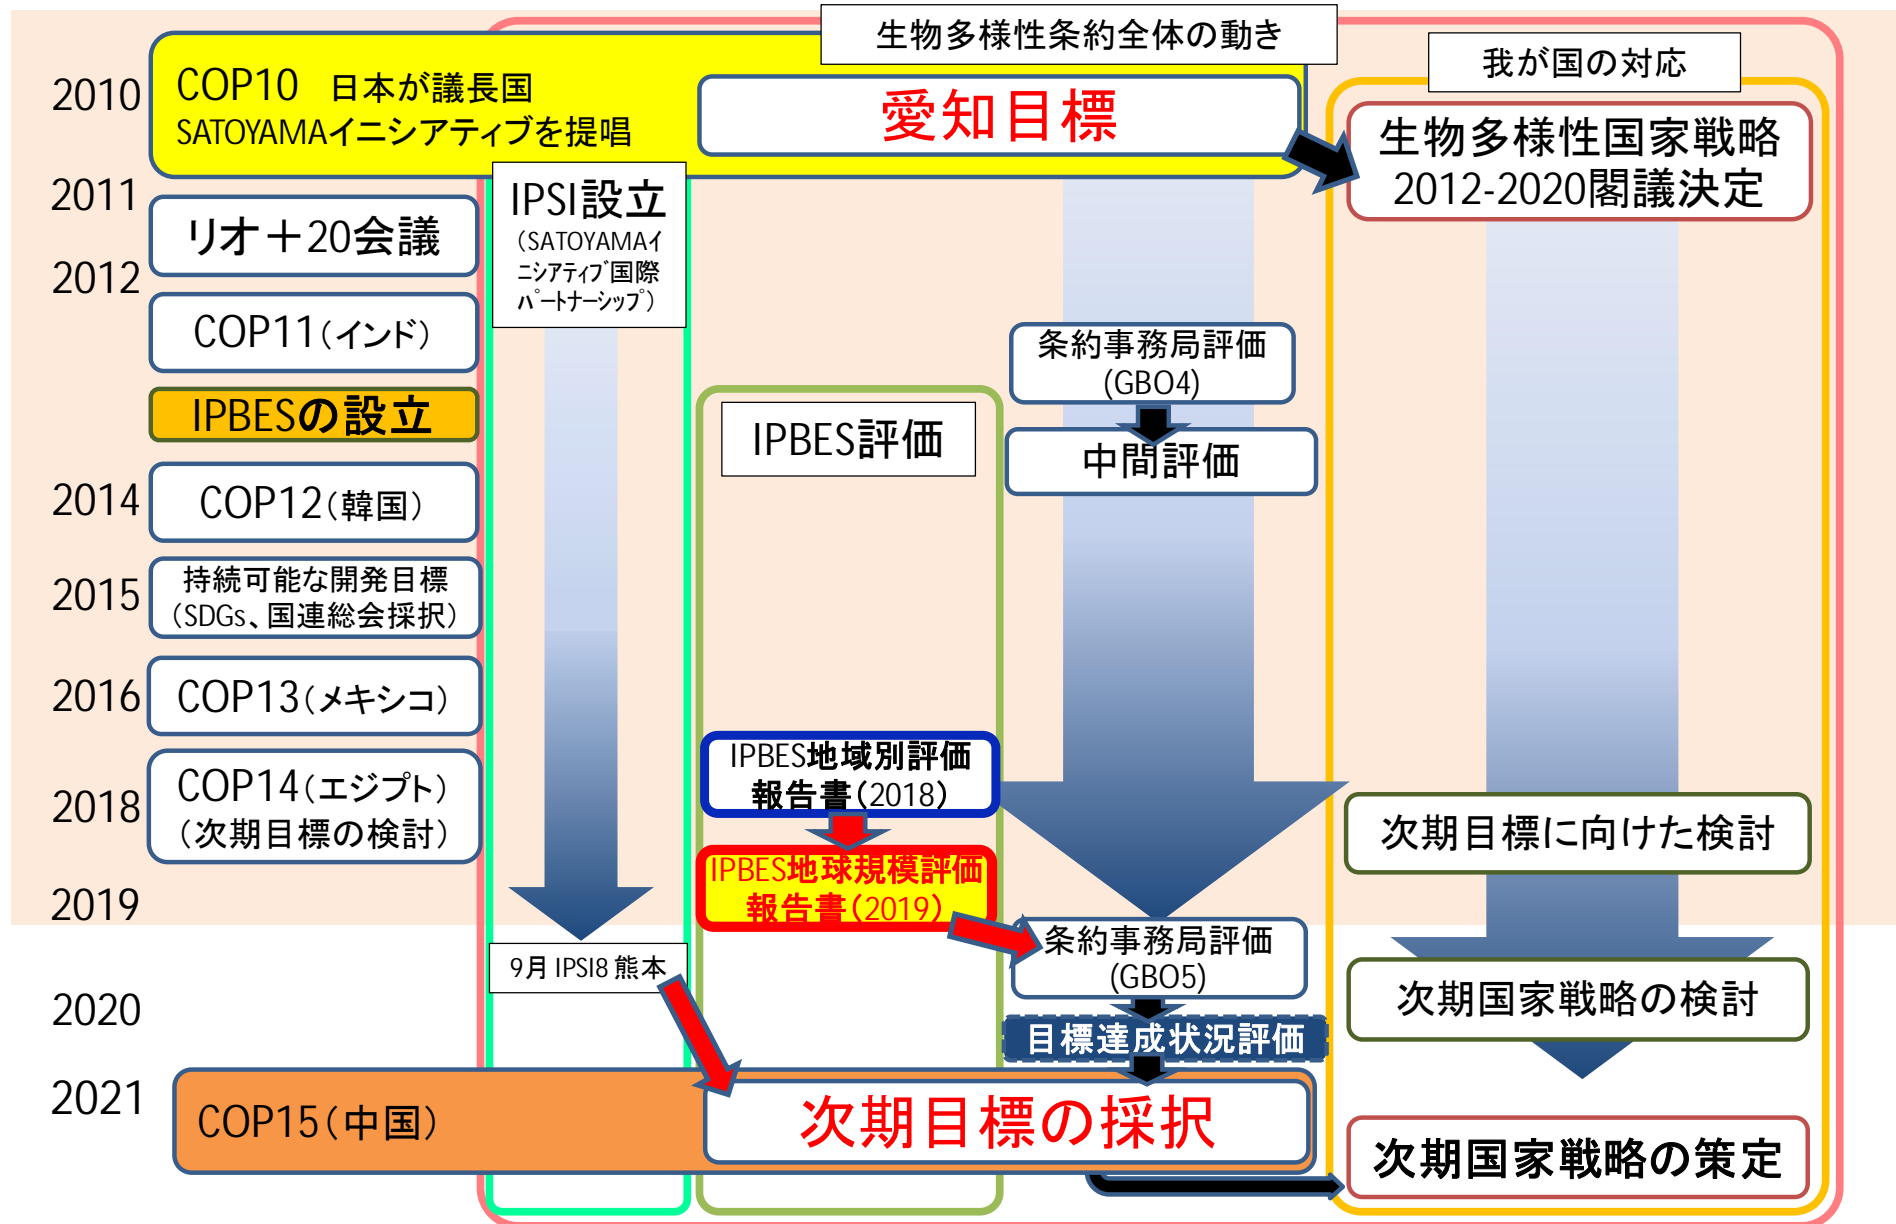 生物多様性条約全体の動き
我が国の対応
2010
COP10 日本が議長国
SATOYAMAイニシアティブを提唱
愛知目標
生物多様性国家戦略
2012-2020閣議決定
2011
リオ＋20会議
IPSI設立
（SATOYAMAイ
ニシアティブ国際
パートナーシップ）
2012
COP11（インド）
条約事務局評価
(GBO4)
IPBESの設立
IPBES評価
中間評価
2014
COP12（韓国）
2015
持続可能な開発目標
（SDGs、国連総会採択）
2016
COP13（メキシコ）
IPBES地域別評価
報告書（2018）
2018
COP14（エジプト）
（次期目標の検討）
次期目標に向けた検討
IPBES地球規模評価
報告書（2019）
2019
条約事務局評価
(GBO5)
9月 IPSI8 熊本
次期国家戦略の検討
2020
目標達成状況評価
2021
COP15（中国）
次期目標の採択
次期国家戦略の策定